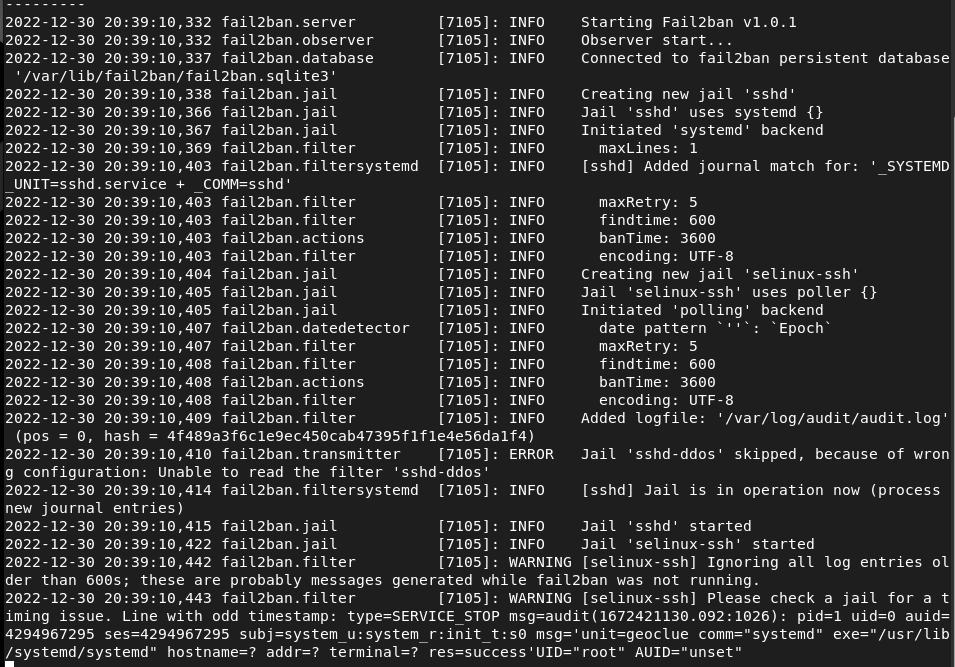 ---------
2022-12-30 20:39:10,332 fail2ban.server         [7105]: INFO    Starting Fail2ban v1.0.1
2022-12-30 20:39:10,332 fail2ban.observer       [7105]: INFO    Observer start...
2022-12-30 20:39:10,337 fail2ban.database       [7105]: INFO    Connected to fail2ban persistent database
 '/var/lib/fail2ban/fail2ban.sqlite3'
2022-12-30 20:39:10,338 fail2ban.jail           [7105]: INFO    Creating new jail 'sshd'
2022-12-30 20:39:10,366 fail2ban.jail           [7105]: INFO    Jail 'sshd' uses systemd {}
2022-12-30 20:39:10,367 fail2ban.jail           [7105]: INFO    Initiated 'systemd' backend
2022-12-30 20:39:10,369 fail2ban.filter         [7105]: INFO      maxLines: 1
2022-12-30 20:39:10,403 fail2ban.filtersystemd  [7105]: INFO    [sshd] Added journal match for: '_SYSTEMD
_UNIT=sshd.service + _COMM=sshd'
2022-12-30 20:39:10,403 fail2ban.filter         [7105]: INFO      maxRetry: 5
2022-12-30 20:39:10,403 fail2ban.filter         [7105]: INFO      findtime: 600
2022-12-30 20:39:10,403 fail2ban.actions        [7105]: INFO      banTime: 3600
2022-12-30 20:39:10,403 fail2ban.filter         [7105]: INFO      encoding: UTF-8
2022-12-30 20:39:10,404 fail2ban.jail           [7105]: INFO    Creating new jail 'selinux-ssh'
2022-12-30 20:39:10,405 fail2ban.jail           [7105]: INFO    Jail 'selinux-ssh' uses poller {}
2022-12-30 20:39:10,405 fail2ban.jail           [7105]: INFO    Initiated 'polling' backend
2022-12-30 20:39:10,407 fail2ban.datedetector   [7105]: INFO      date pattern `''`: `Epoch`
2022-12-30 20:39:10,407 fail2ban.filter         [7105]: INFO      maxRetry: 5
2022-12-30 20:39:10,408 fail2ban.filter         [7105]: INFO      findtime: 600
2022-12-30 20:39:10,408 fail2ban.actions        [7105]: INFO      banTime: 3600
2022-12-30 20:39:10,408 fail2ban.filter         [7105]: INFO      encoding: UTF-8
2022-12-30 20:39:10,409 fail2ban.filter         [7105]: INFO    Added logfile: '/var/log/audit/audit.log'
 (pos = 0, hash = 4f489a3f6c1e9ec450cab47395f1f1e4e56da1f4)
2022-12-30 20:39:10,410 fail2ban.transmitter    [7105]: ERROR   Jail 'sshd-ddos' skipped, because of wron
g configuration: Unable to read the filter 'sshd-ddos'
2022-12-30 20:39:10,414 fail2ban.filtersystemd  [7105]: INFO    [sshd] Jail is in operation now (process
new journal entries)
2022-12-30 20:39:10,415 fail2ban.jail           [7105]: INFO    Jail 'sshd' started
2022-12-30 20:39:10,422 fail2ban.jail           [7105]: INFO    Jail 'selinux-ssh' started
2022-12-30 20:39:10,442 fail2ban.filter         [7105]: WARNING [selinux-ssh] Ignoring all log entries ol
der than 600s; these are probably messages generated while fail2ban was not running.
2022-12-30 20:39:10,443 fail2ban.filter         [7105]: WARNING [selinux-ssh] Please check a jail for a t
iming issue. Line with odd timestamp: type=SERVICE_STOP msg=audit(1672421130.092:1026): pid=1 uid=0 auid=
4294967295 ses=4294967295 subj=system_u:system_r:init_t:s0 msg='unit=geoclue comm="systemd" exe="/usr/lib
/systemd/systemd" hostname=? addr=? terminal=? res=success'UID="root" AUID="unset"